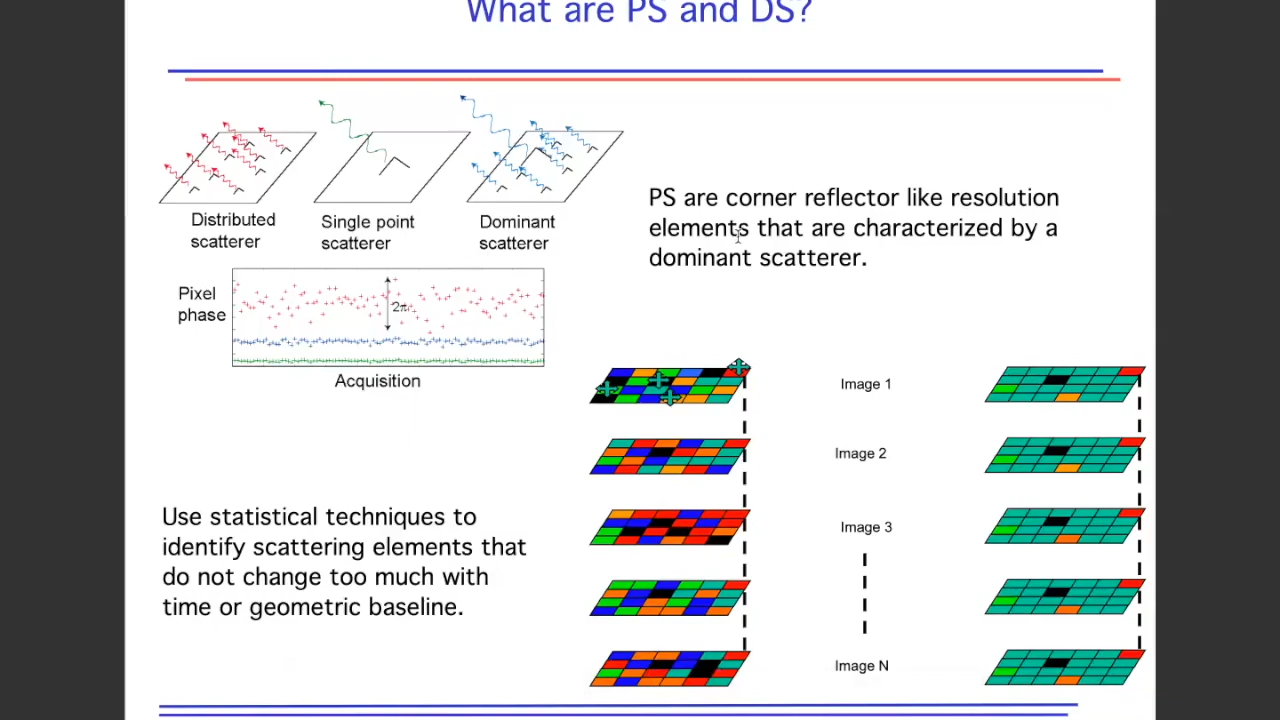 What are PS and DS?
Distributed
scatterer
Single point
scatterer
Dominant
scatterer
PS are corner reflector like resolution
elements that are characterized by a
dominant scatterer.
Pixel
phase
2π
Acquisition
Image 1
Image 2
Image 3
Image N
Use statistical techniques to
identify scattering elements that
do not change too much with
time or geometric baseline.